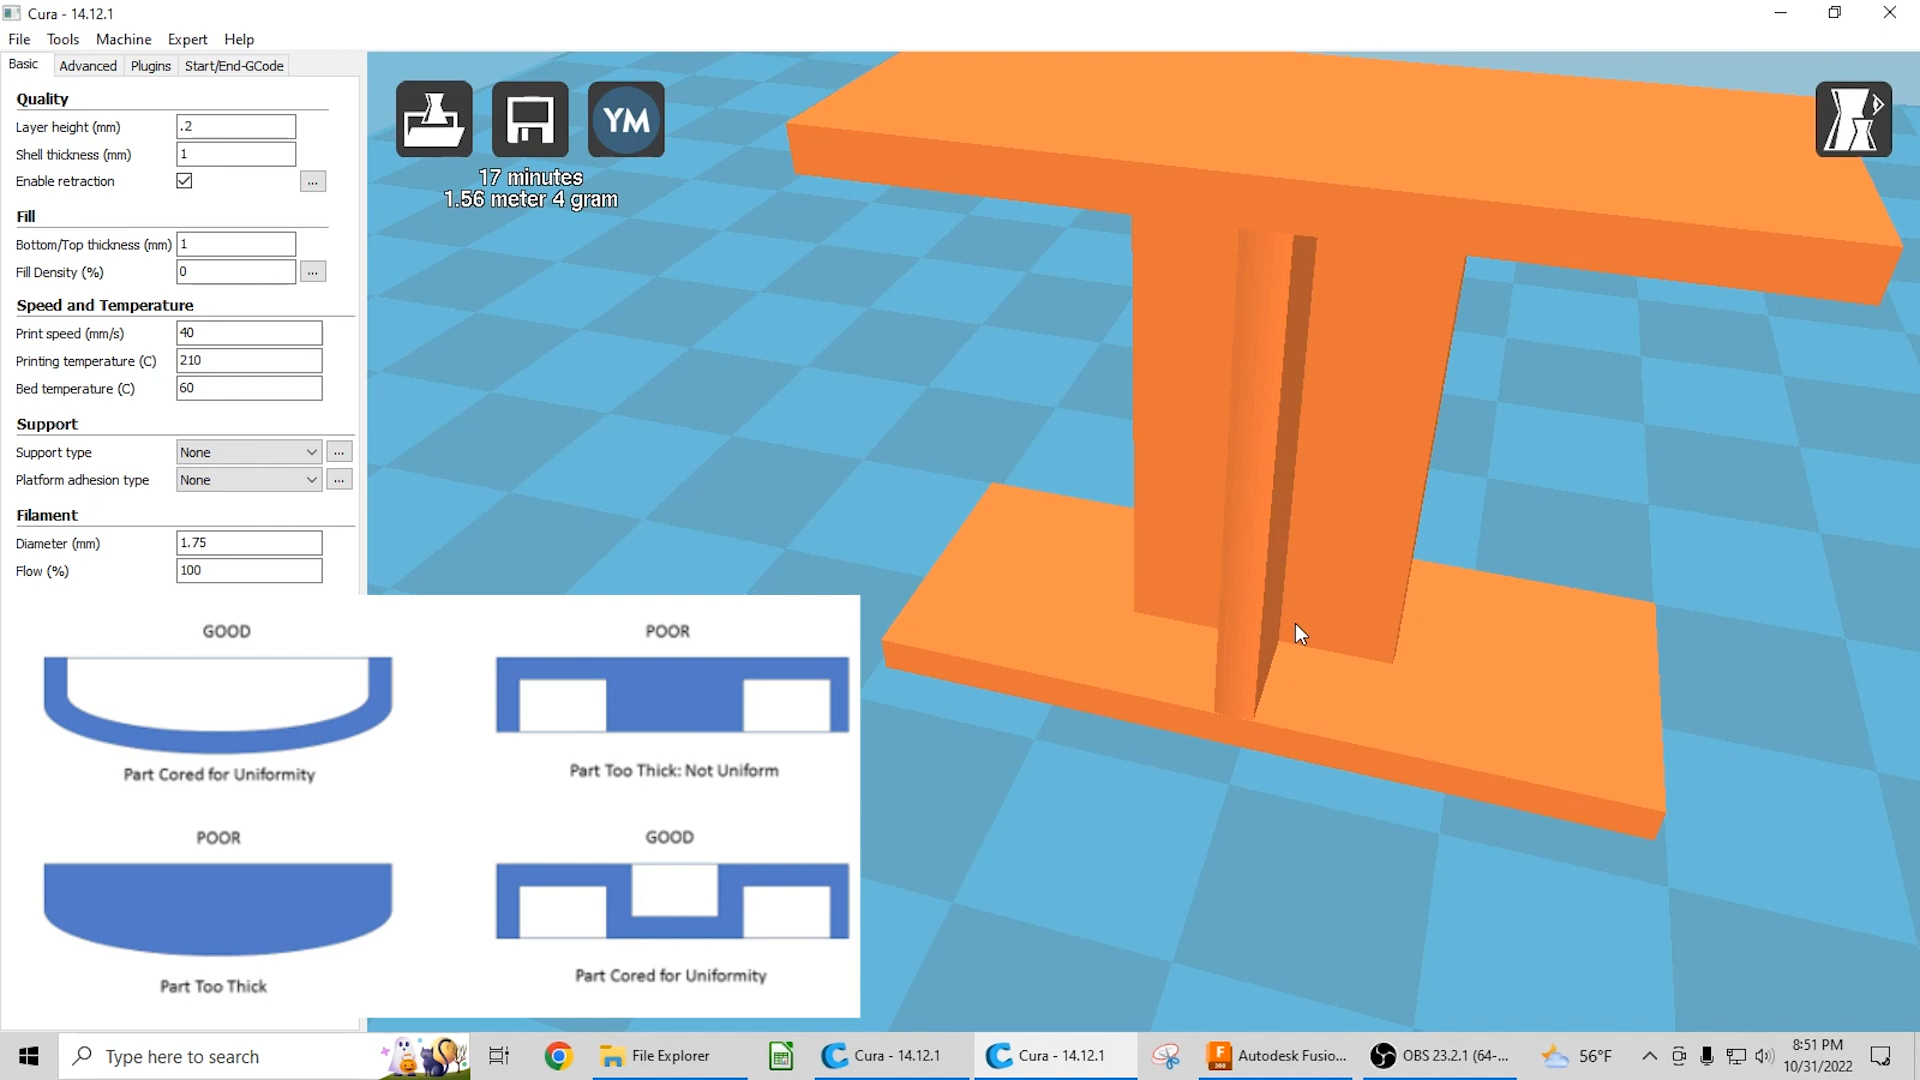 Cura - 14.12.1
File Tools Machine Expert Help
Basic Advanced Plugins Start/End-GCode
Quality
Layer height (mm) .2
Shell thickness (mm) 1
Enable retraction ...
Fill
Bottom/Top thickness (mm) 1
Fill Density (%) 0 ...
Speed and Temperature
Print speed (mm/s) 40
Printing temperature (C) 210
Bed temperature (C) 60
Support
Support type None ...
Platform adhesion type None ...
Filament
Diameter (mm) 1.75
Flow (%) 100
YM
17 minutes
1.56 meter 4 gram
GOOD
Part Cored for Uniformity
POOR
Part Too Thick: Not Uniform
POOR
Part Too Thick
GOOD
Part Cored for Uniformity
Type here to search
File Explorer
Cura - 14.12.1
Cura - 14.12.1
Autodesk Fusio...
OBS 23.2.1 (64-...
56°F
8:51 PM
10/31/2022